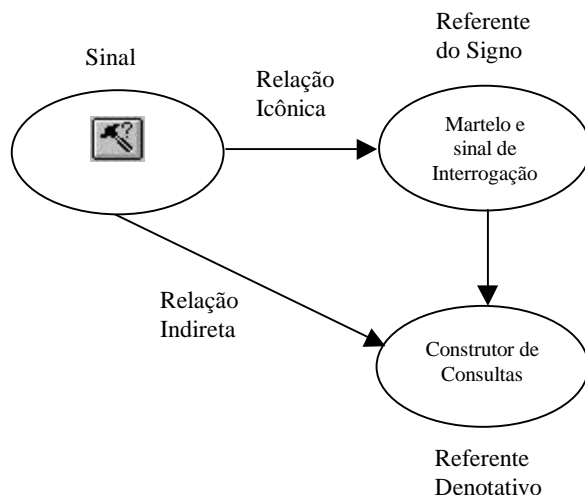 Referente
do Signo
Sinal
Relação
Icônica
?
Martelo e
sinal de
Interrogação
Relação
Indireta
Construtor de
Consultas
Referente
Denotativo